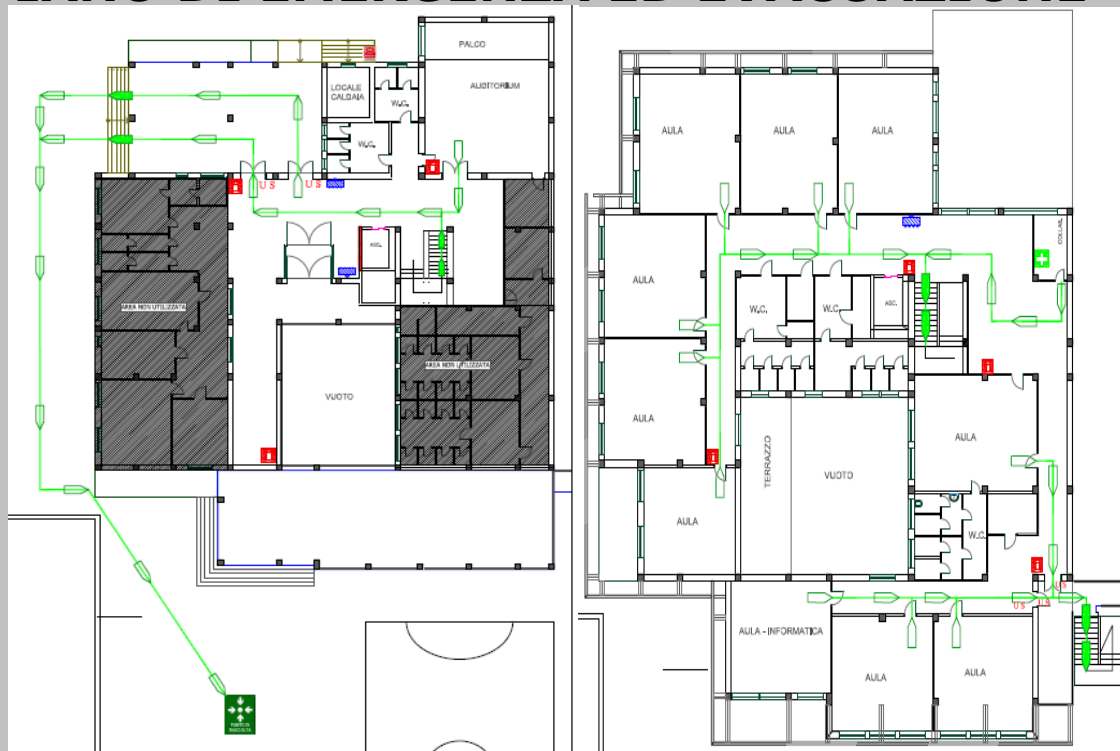 PALCO
AUDITORIUM
LOCALE
CALDAIA
W.C.
W.C.
U S
U S
ASC.
AREA NON UTILIZZATA
AREA NON UTILIZZATA
VUOTO
PUNTO DI
RACCOLTA
AULA
AULA
AULA
COLLAB.
AULA
W.C.
W.C.
ASC.
AULA
AULA
TERRAZZO
VUOTO
AULA
W.C.
U S
U S
U S
AULA - INFORMATICA
AULA
AULA